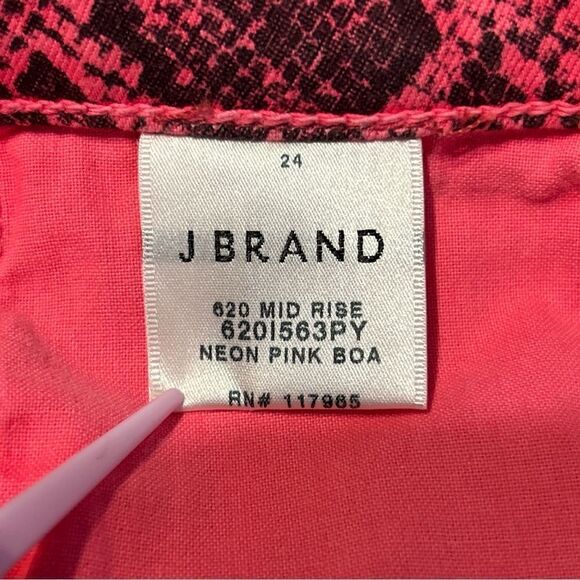 24
J BRAND
620 MID RISE
620I563PY
NEON PINK BOA
RN# 117965